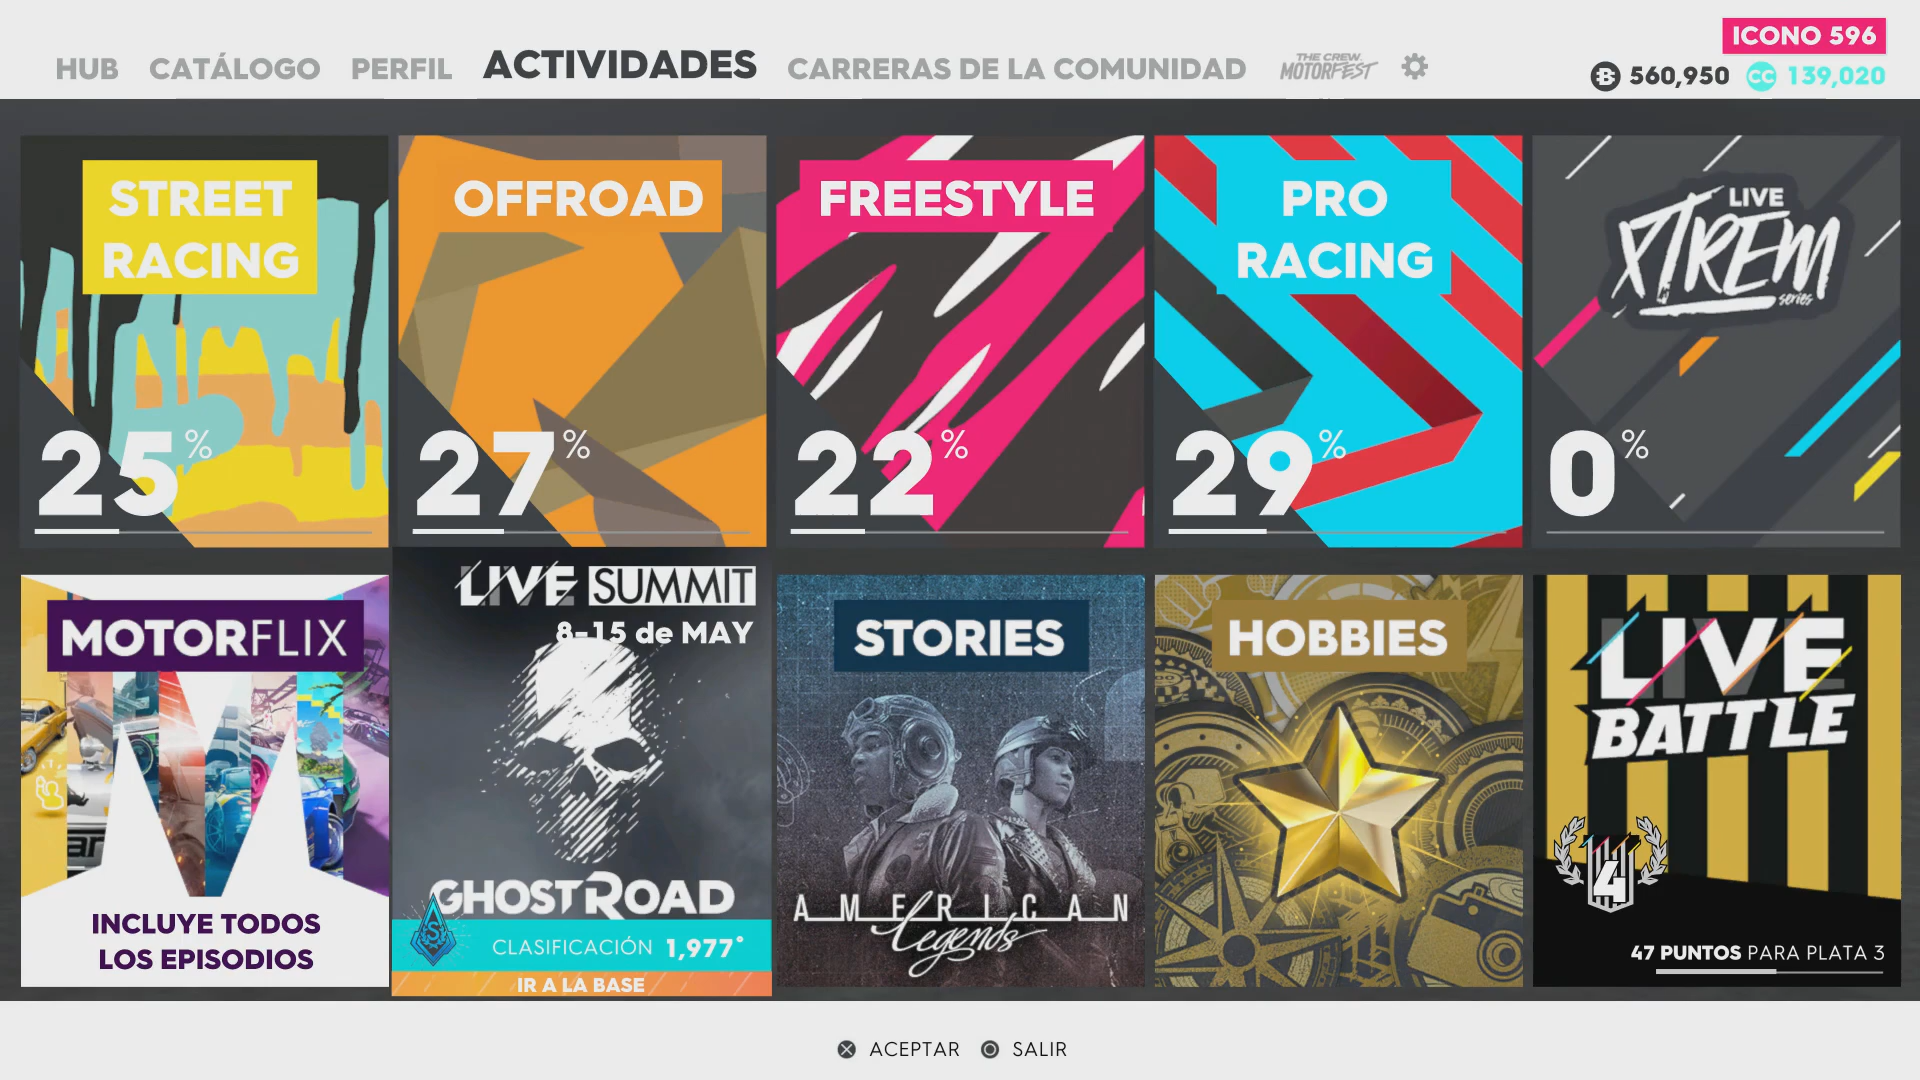 HUB CATÁLOGO PERFIL ACTIVIDADES CARRERAS DE LA COMUNIDAD THE CREW MOTORFEST
ICONO 596
560,950 CC 139,020
STREET RACING
25%
OFFROAD
27%
FREESTYLE
22%
PRO RACING
29%
LIVE
XTREM
series
0%
MOTORFLIX
INCLUYE TODOS
LOS EPISODIOS
LIVE SUMMIT
8-15 de MAY
GHOST ROAD
CLASIFICACIÓN 1,977°
IR A LA BASE
STORIES
AMERICAN
Legends
HOBBIES
LIVE
BATTLE
4
47 PUNTOS PARA PLATA 3
ACEPTAR SALIR